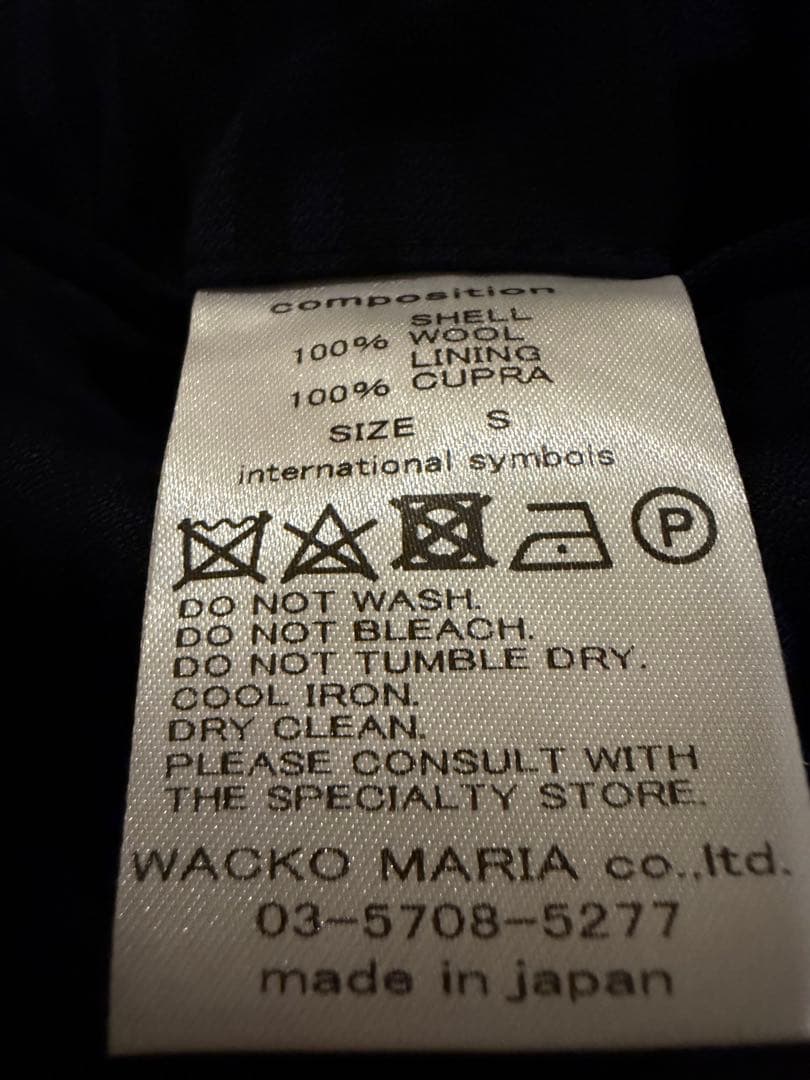 composition
SHELL
100% WOOL
LINING
100% CUPRA
SIZE S
international symbols
P
DO NOT WASH.
DO NOT BLEACH.
DO NOT TUMBLE DRY.
COOL IRON.
DRY CLEAN.
PLEASE CONSULT WITH
THE SPECIALTY STORE.
WACKO MARIA co.,ltd.
03-5708-5277
made in japan